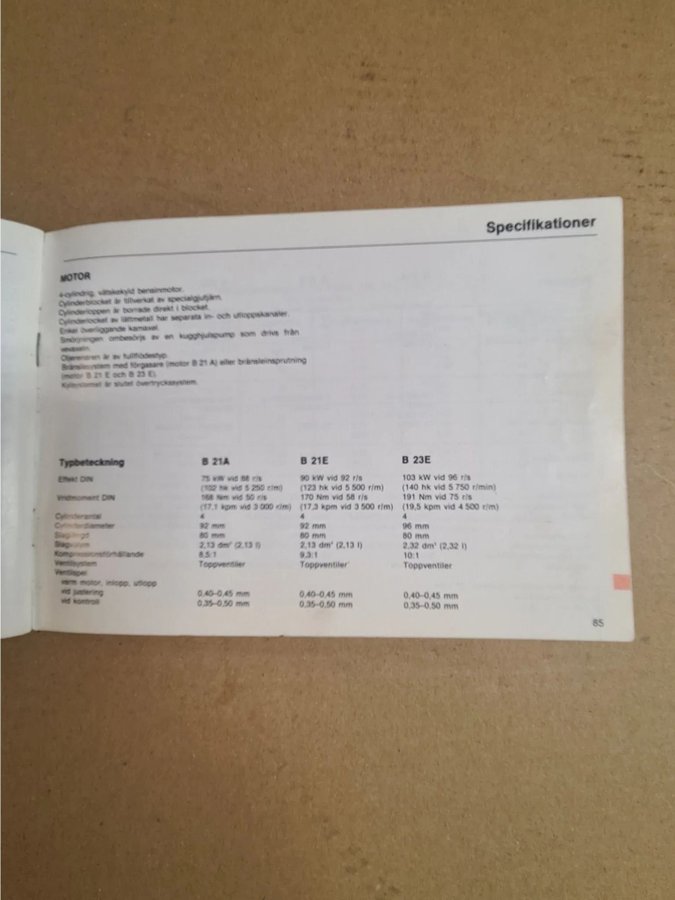 Specifikationer
MOTOR
4-cylindrig, vätskekyld bensinmotor.
Cylinderblocket är tillverkat av specialgjutjärn.
Cylinderloppen är borrade direkt i blocket.
Cylinderlocket av lättmetall har separata in- och utloppskanaler.
Enkel överliggande kamaxel.
Smörjningen ombesörjs av en kugghjulspump som drivs från
vevaxeln.
Oljerenaren är av fullflödestyp.
Bränslesystem med förgasare (motor B 21 A) eller bränsleinsprutning
(motor B 21 E och B 23 E).
Kylsystemet är slutet övertryckssystem.
Typbeteckning B 21A B 21E B 23E
Effekt DIN 75 kW vid 88 r/s 90 kW vid 92 r/s 103 kW vid 96 r/s
(102 hk vid 5 250 r/m) (123 hk vid 5 500 r/m) (140 hk vid 5 750 r/min)
Vridmoment DIN 168 Nm vid 50 r/s 170 Nm vid 58 r/s 191 Nm vid 75 r/s
(17,1 kpm vid 3 000 r/m) (17,3 kpm vid 3 500 r/m) (19,5 kpm vid 4 500 r/m)
Cylinderantal 4 4 4
Cylinderdiameter 92 mm 92 mm 96 mm
Slaglängd 80 mm 80 mm 80 mm
Slagvolym 2,13 dm³ (2,13 l) 2,13 dm³ (2,13 l) 2,32 dm³ (2,32 l)
Kompressionsförhållande 8,5:1 9,3:1 10:1
Ventilsystem Toppventiler Toppventiler Toppventiler
Ventilspel
varm motor, inlopp, utlopp
vid justering 0,40–0,45 mm 0,40–0,45 mm 0,40–0,45 mm
vid kontroll 0,35–0,50 mm 0,35–0,50 mm 0,35–0,50 mm
85